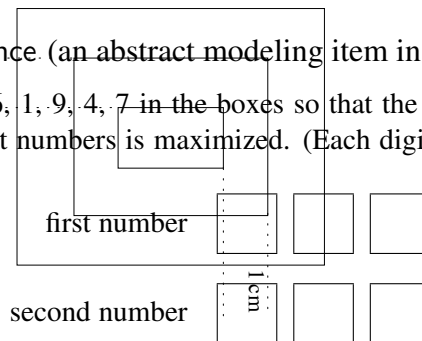 nce (an abstract modeling item in
, 1, 9, 4, 7 in the boxes so that the
t numbers is maximized. (Each digi
first number
1cm
second number